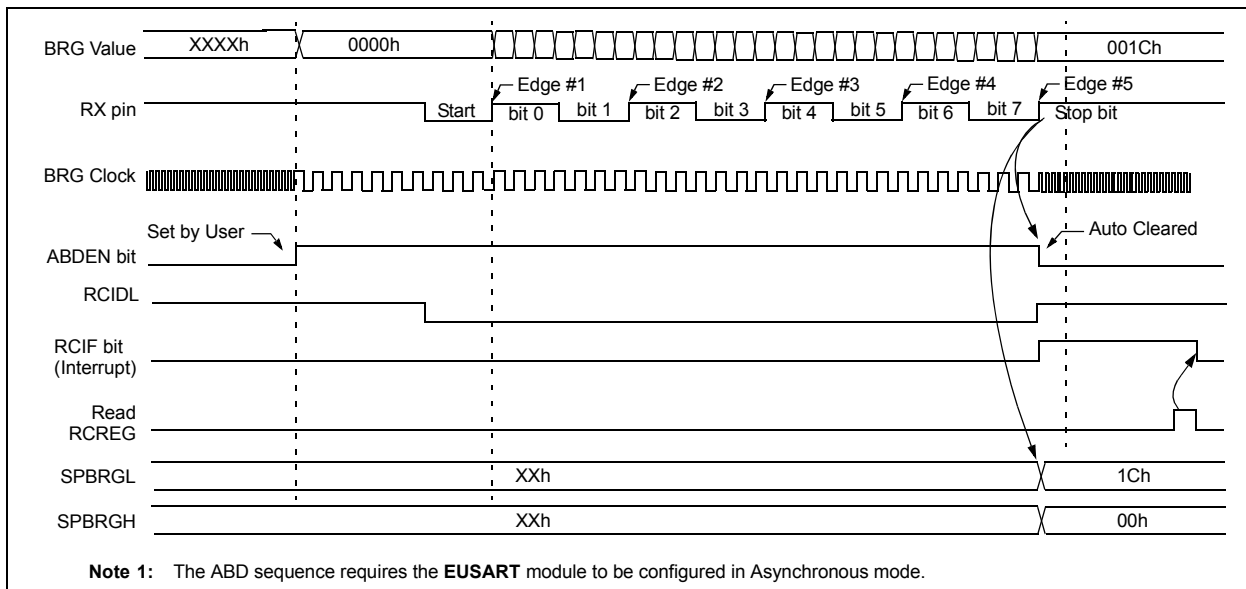 BRG Value XXXXh 0000h 001Ch
Edge #1 Edge #2 Edge #3 Edge #4 Edge #5
RX pin Start bit 0 bit 1 bit 2 bit 3 bit 4 bit 5 bit 6 bit 7 Stop bit
BRG Clock
Set by User Auto Cleared
ABDEN bit
RCIDL
RCIF bit
(Interrupt)
Read
RCREG
SPBRGL XXh 1Ch
SPBRGH XXh 00h
Note 1: The ABD sequence requires the EUSART module to be configured in Asynchronous mode.